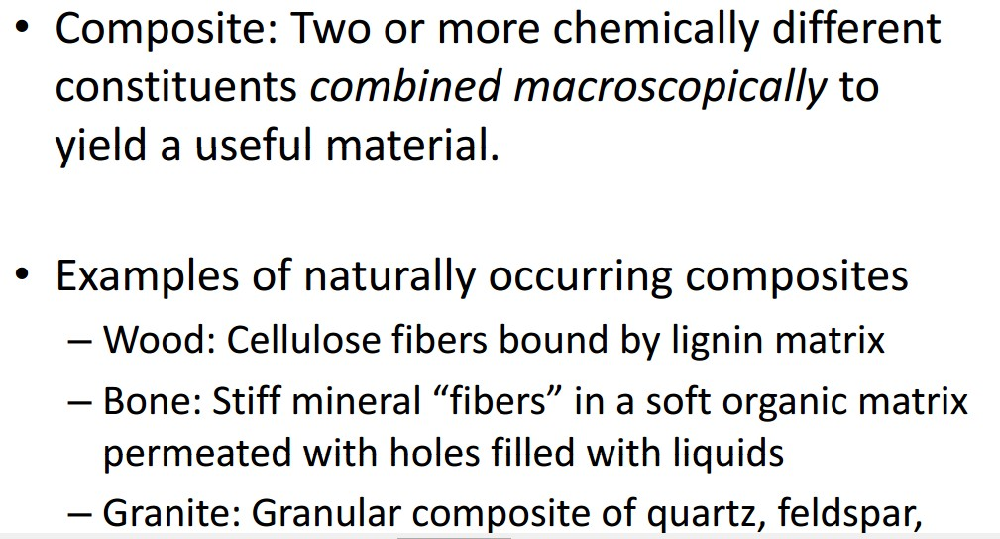 • Composite: Two or more chemically different
constituents combined macroscopically to
yield a useful material.
• Examples of naturally occurring composites
– Wood: Cellulose fibers bound by lignin matrix
– Bone: Stiff mineral “fibers” in a soft organic matrix
permeated with holes filled with liquids
– Granite: Granular composite of quartz, feldspar,